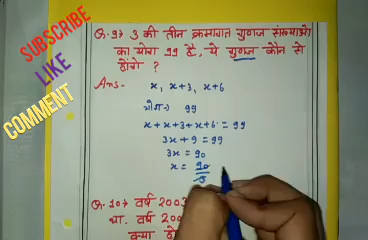 SUBSCRIBE
LIKE
COMMENT
Q.9→ 3 की तीन क्रमागत गुणज संख्याओ
का योग 99 है, ये गुणज कौन से
होंगे ?
Ans- x, x+3, x+6
योग→ 99
x+x+3+x+6 = 99
3x + 9 = 99
3x = 90
x = 90/3
Q.10→ वर्ष 2003
था. वर्ष 200
क्या